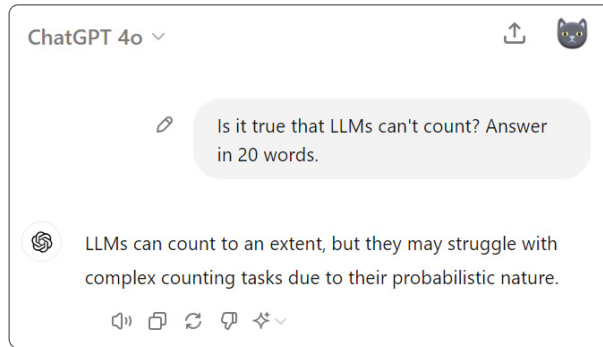 ChatGPT 4o
Is it true that LLMs can't count? Answer
in 20 words.
LLMs can count to an extent, but they may struggle with
complex counting tasks due to their probabilistic nature.